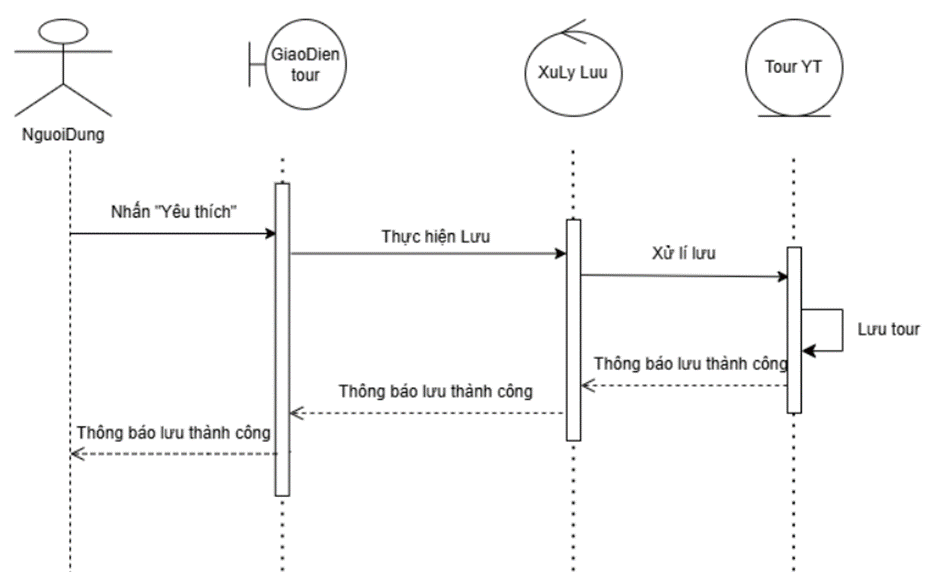 GiaoDien
tour
XuLy Luu
Tour YT
NguoiDung
Nhấn "Yêu thích"
Thực hiện Lưu
Xử lí lưu
Lưu tour
Thông báo lưu thành công
Thông báo lưu thành công
Thông báo lưu thành công